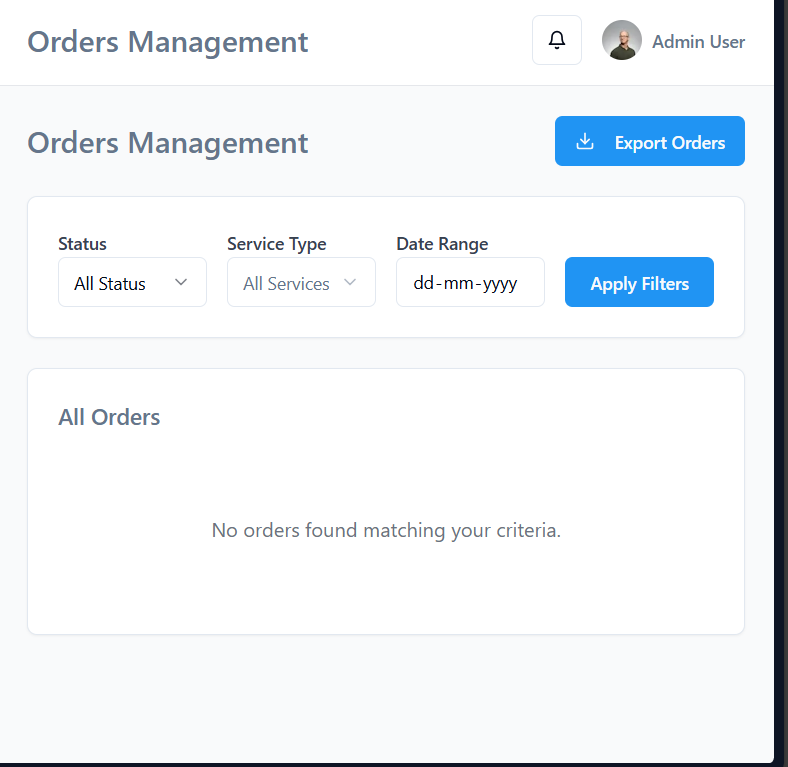 Orders Management
Admin User
Orders Management
Export Orders
Status
Service Type
Date Range
All Status
All Services
dd-mm-yyyy
Apply Filters
All Orders
No orders found matching your criteria.